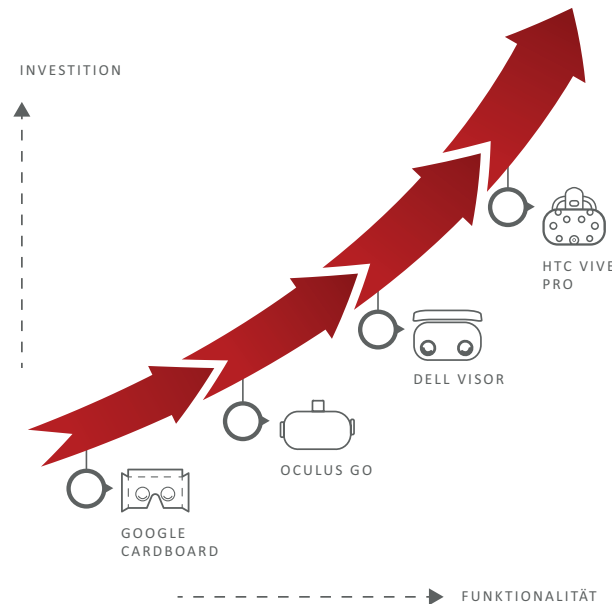 INVESTITION
HTC VIVE
PRO
DELL VISOR
OCULUS GO
GOOGLE
CARDBOARD
FUNKTIONALITÄT